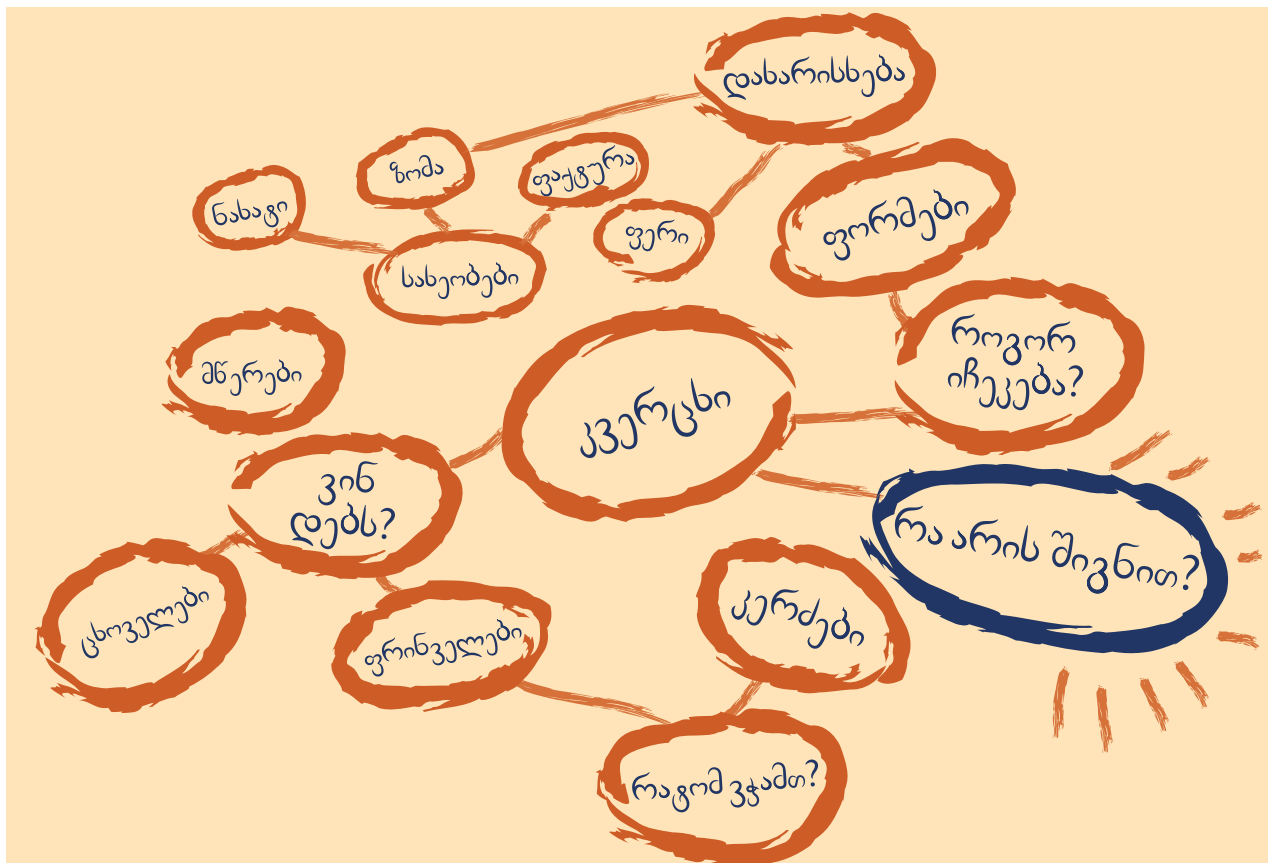 დახარისხება
ზომა
ფაქტურა
ნახატი
ფერი
ფორმები
სახეობები
როგორ
იჩეკება?
მწერები
კვერცხი
ვინ
დებს?
რა არის შიგნით?
ცხოველები
ფრინველები
კერძები
რატომ ვჭამთ?